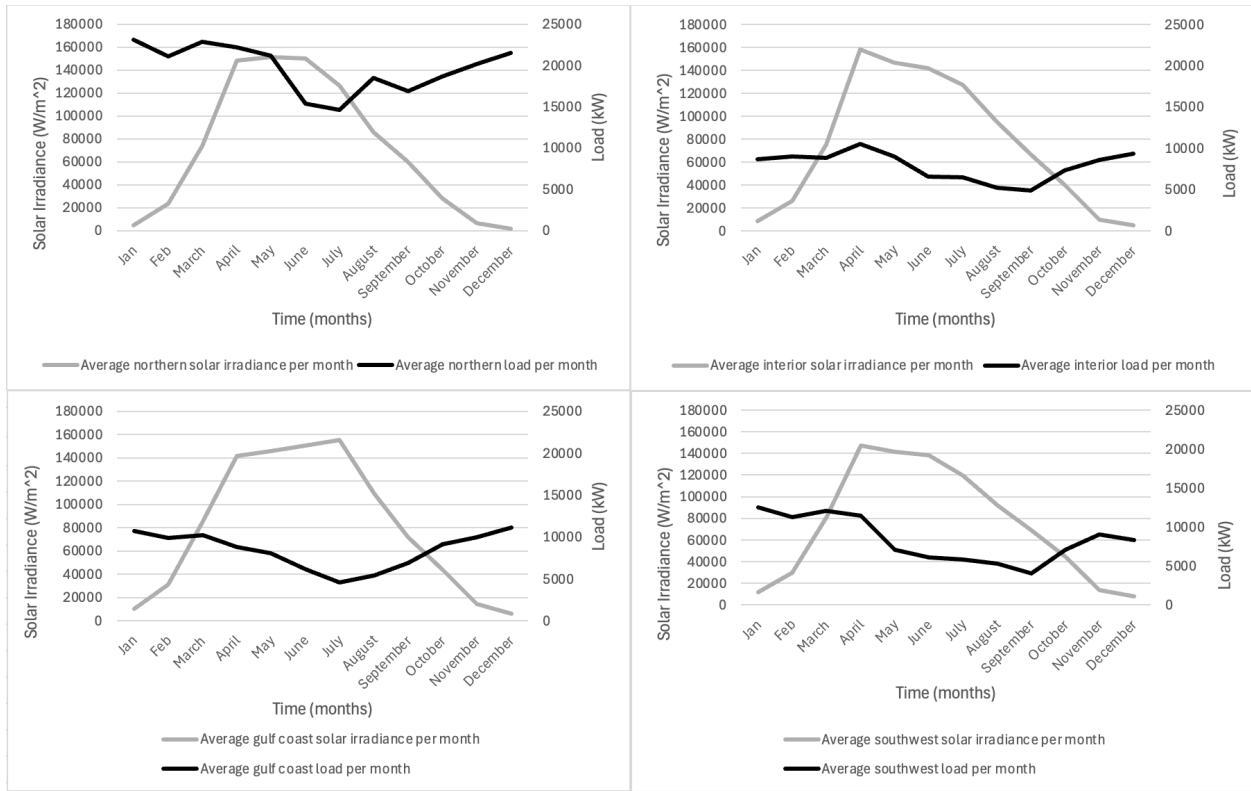 180000
160000
140000
120000
100000
80000
60000
40000
20000
0
Solar Irradiance (W/m^2)
25000
20000
15000
10000
5000
0
Load (kW)
Jan
Feb
March
April
May
June
July
August
September
October
November
December
Time (months)
Average northern solar irradiance per month
Average northern load per month
180000
160000
140000
120000
100000
80000
60000
40000
20000
0
Solar Irradiance (W/m^2)
25000
20000
15000
10000
5000
0
Load (kW)
Jan
Feb
March
April
May
June
July
August
September
October
November
December
Time (months)
Average interior solar irradiance per month
Average interior load per month
180000
160000
140000
120000
100000
80000
60000
40000
20000
0
Solar Irradiance (W/m^2)
25000
20000
15000
10000
5000
0
Load (kW)
Jan
Feb
March
April
May
June
July
August
September
October
November
December
Time (months)
Average gulf coast solar irradiance per month
Average gulf coast load per month
180000
160000
140000
120000
100000
80000
60000
40000
20000
0
Solar Irradiance (W/m^2)
25000
20000
15000
10000
5000
0
Load (kW)
Jan
Feb
March
April
May
June
July
August
September
October
November
December
Time (months)
Average southwest solar irradiance per month
Average southwest load per month